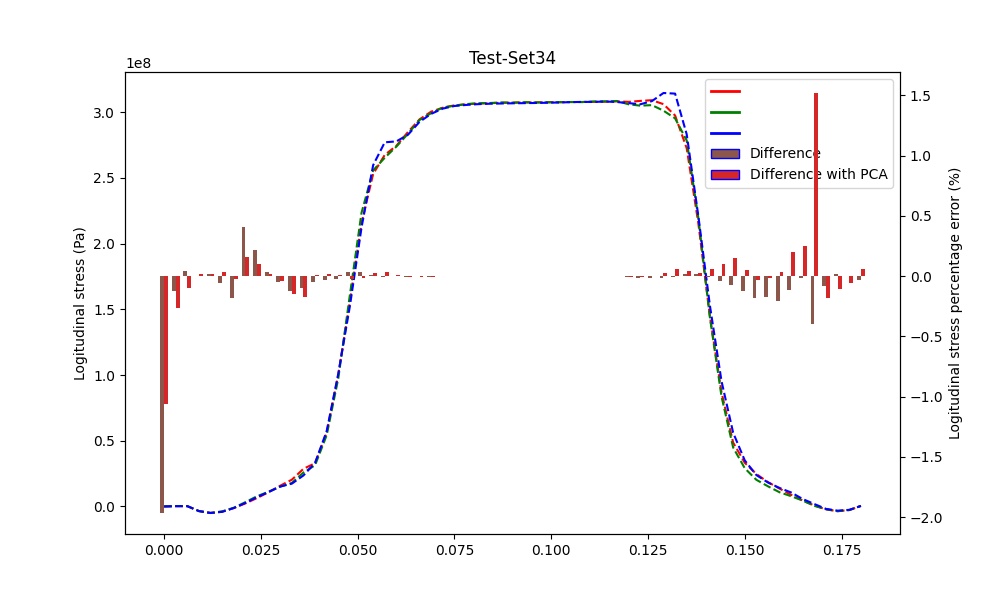 Test-Set34
1e8
3.0
2.5
2.0
1.5
1.0
0.5
0.0
Logitudinal stress (Pa)
Difference
Difference with PCA
1.5
1.0
0.5
0.0
−0.5
−1.0
−1.5
−2.0
Logitudinal stress percentage error (%)
0.000 0.025 0.050 0.075 0.100 0.125 0.150 0.175